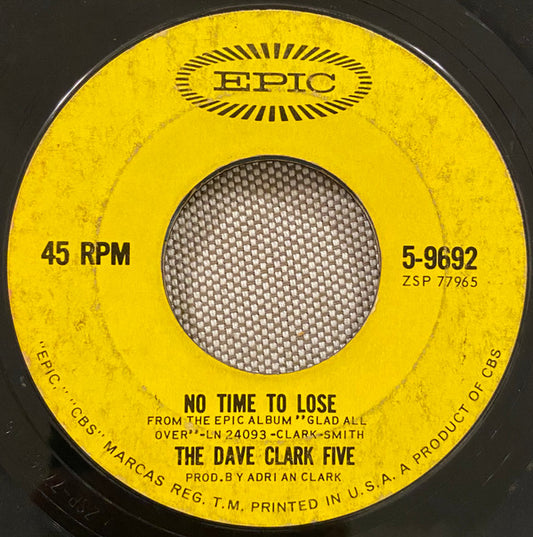 EPIC
45 RPM
5-9692
ZSP 77965
NO TIME TO LOSE
FROM THE EPIC ALBUM "GLAD ALL
OVER"-LN 24093-CLARK-SMITH
THE DAVE CLARK FIVE
PROD. BY ADRIAN CLARK
"EPIC," "CBS" MARCAS REG. T.M. PRINTED IN U.S.A. A PRODUCT OF CBS